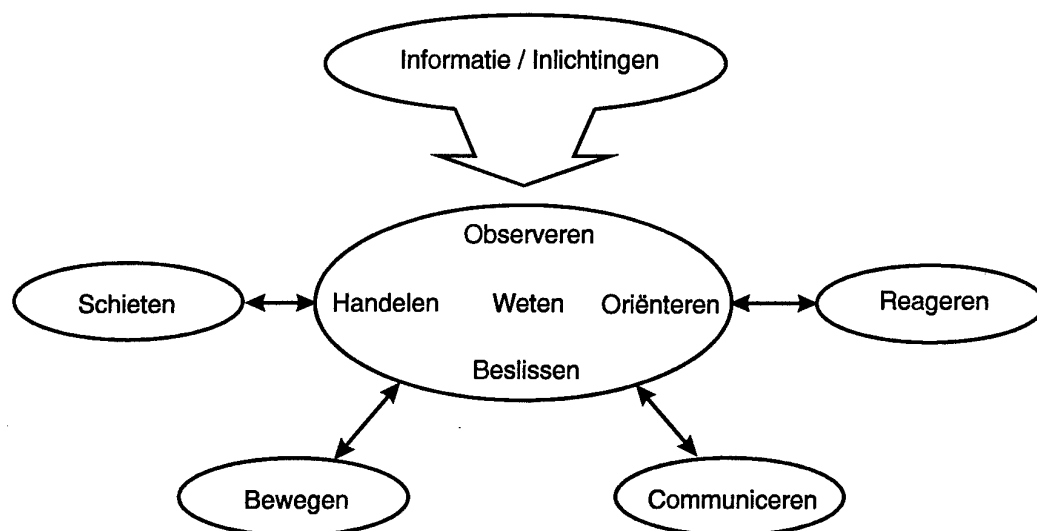 Informatie / Inlichtingen
Observeren
Schieten
Handelen Weten Oriënteren
Reageren
Beslissen
Bewegen
Communiceren